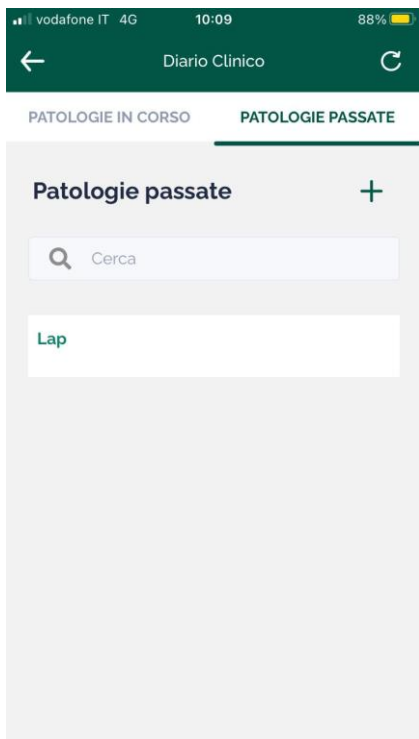 vodafone IT 4G 10:09 88%
Diario Clinico
PATOLOGIE IN CORSO PATOLOGIE PASSATE
Patologie passate
Cerca
Lap